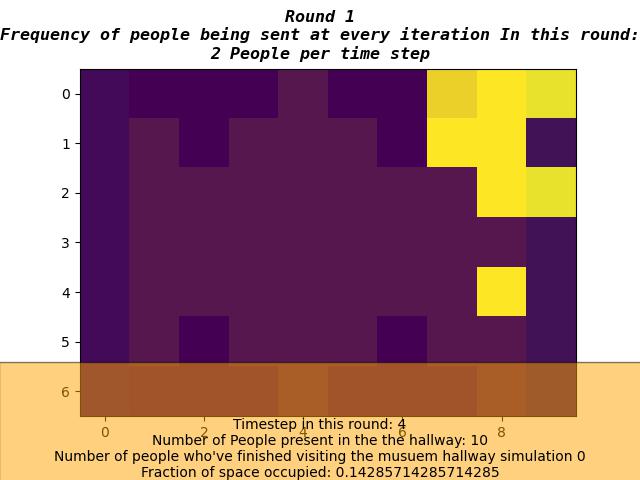 Round 1
Frequency of people being sent at every iteration In this round:
2 People per time step
0
1
2
3
4
5
6
0 2 4 6 8
Timestep in this round: 4
Number of People present in the the hallway: 10
Number of people who've finished visiting the musuem hallway simulation 0
Fraction of space occupied: 0.14285714285714285